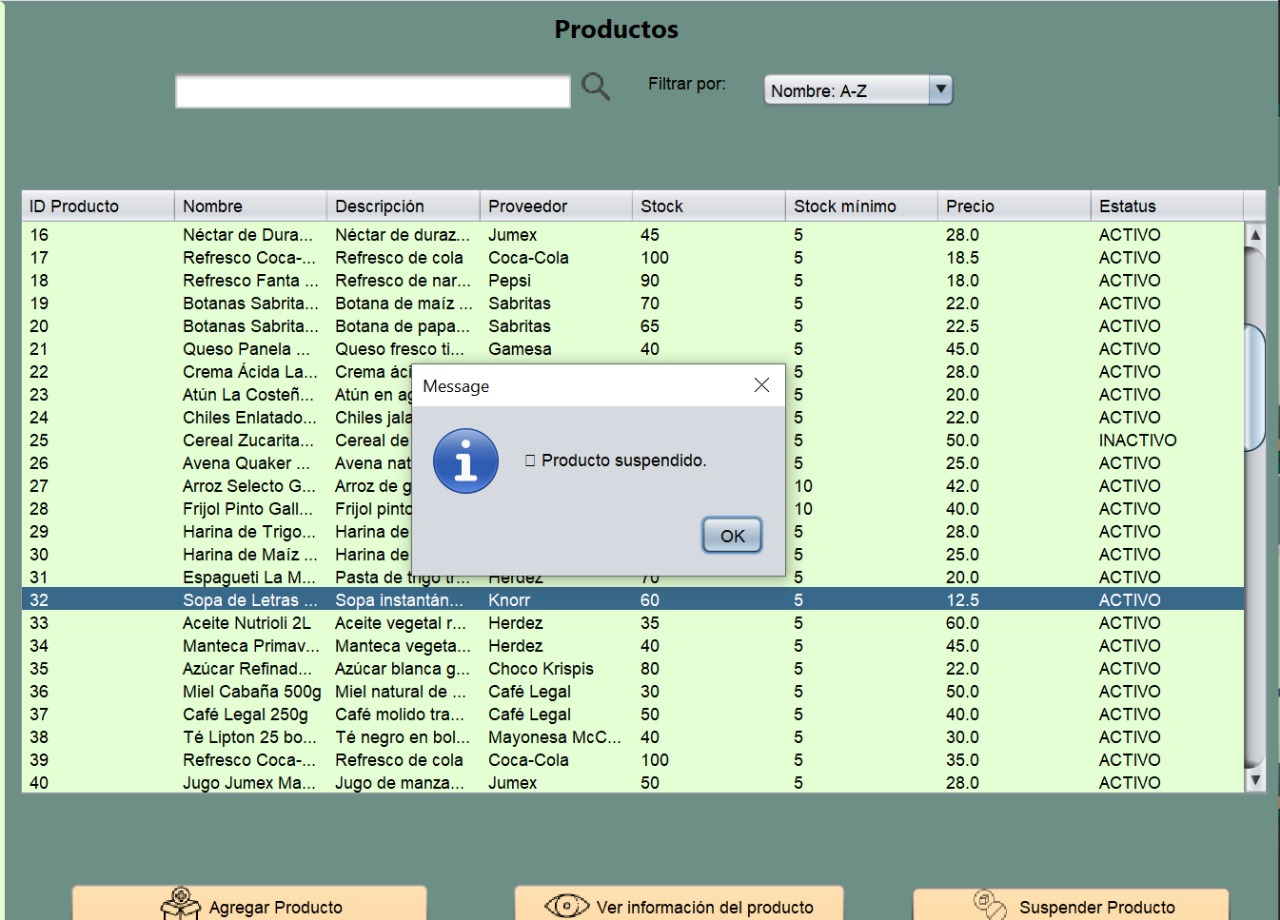 Productos
Filtrar por: Nombre: A-Z
ID Producto Nombre Descripción Proveedor Stock Stock mínimo Precio Estatus
16 Néctar de Dura... Néctar de duraz... Jumex 45 5 28.0 ACTIVO
17 Refresco Coca-... Refresco de cola Coca-Cola 100 5 18.5 ACTIVO
18 Refresco Fanta ... Refresco de nar... Pepsi 90 5 18.0 ACTIVO
19 Botanas Sabrita... Botana de maíz ... Sabritas 70 5 22.0 ACTIVO
20 Botanas Sabrita... Botana de papa... Sabritas 65 5 22.5 ACTIVO
21 Queso Panela ... Queso fresco ti... Gamesa 40 5 45.0 ACTIVO
22 Crema Ácida La... Crema áci 5 28.0 ACTIVO
23 Atún La Costeñ... Atún en ag 5 20.0 ACTIVO
24 Chiles Enlatado... Chiles jala 5 22.0 ACTIVO
25 Cereal Zucarita... Cereal de 5 50.0 INACTIVO
26 Avena Quaker ... Avena nat 5 25.0 ACTIVO
27 Arroz Selecto G... Arroz de g 10 42.0 ACTIVO
28 Frijol Pinto Gall... Frijol pinto 10 40.0 ACTIVO
29 Harina de Trigo... Harina de 5 28.0 ACTIVO
30 Harina de Maíz ... Harina de 5 25.0 ACTIVO
31 Espagueti La M... Pasta de trigo tr... Herdez 70 5 20.0 ACTIVO
32 Sopa de Letras ... Sopa instantán... Knorr 60 5 12.5 ACTIVO
33 Aceite Nutrioli 2L Aceite vegetal r... Herdez 35 5 60.0 ACTIVO
34 Manteca Primav... Manteca vegeta... Herdez 40 5 45.0 ACTIVO
35 Azúcar Refinad... Azúcar blanca g... Choco Krispis 80 5 22.0 ACTIVO
36 Miel Cabaña 500g Miel natural de ... Café Legal 30 5 50.0 ACTIVO
37 Café Legal 250g Café molido tra... Café Legal 50 5 40.0 ACTIVO
38 Té Lipton 25 bo... Té negro en bol... Mayonesa McC... 40 5 30.0 ACTIVO
39 Refresco Coca-... Refresco de cola Coca-Cola 100 5 35.0 ACTIVO
40 Jugo Jumex Ma... Jugo de manza... Jumex 50 5 28.0 ACTIVO
Message
Producto suspendido.
OK
Agregar Producto Ver información del producto Suspender Producto